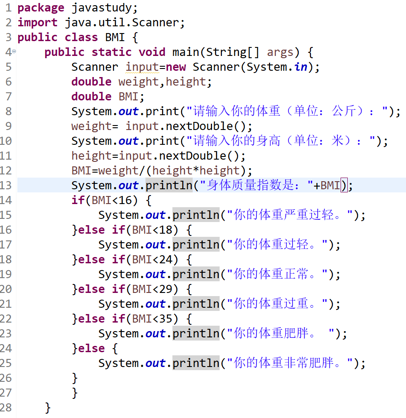 1 package javastudy;
2 import java.util.Scanner;
3 public class BMI {
4 public static void main(String[] args) {
5 Scanner input=new Scanner(System.in);
6 double weight,height;
7 double BMI;
8 System.out.print("请输入你的体重（单位：公斤）：");
9 weight= input.nextDouble();
10 System.out.print("请输入你的身高（单位：米）：");
11 height=input.nextDouble();
12 BMI=weight/(height*height);
13 System.out.println("身体质量指数是："+BMI);
14 if(BMI<16) {
15 System.out.println("你的体重严重过轻。");
16 }else if(BMI<18) {
17 System.out.println("你的体重过轻。");
18 }else if(BMI<24) {
19 System.out.println("你的体重正常。");
20 }else if(BMI<29) {
21 System.out.println("你的体重过重。");
22 }else if(BMI<35) {
23 System.out.println("你的体重肥胖。 ");
24 }else {
25 System.out.println("你的体重非常肥胖。");
26 }
27 }
28 }